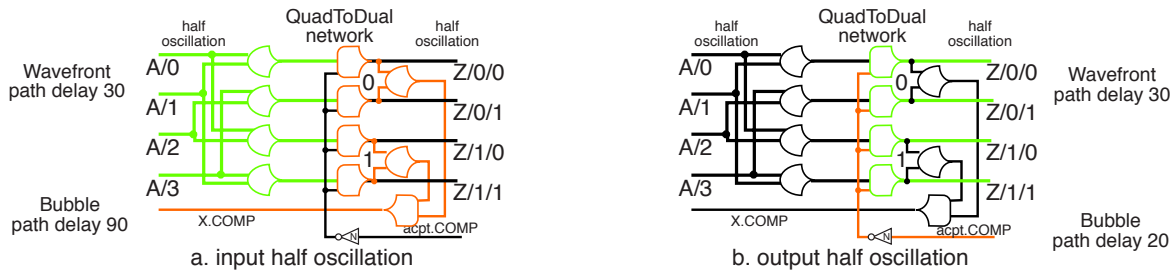 QuadToDual
network
half
oscillation
half
oscillation
Wavefront
path delay 30
A/0
A/1
A/2
A/3
0
1
Z/0/0
Z/0/1
Z/1/0
Z/1/1
Bubble
path delay 90
X.COMP
acpt.COMP
N
a. input half oscillation
QuadToDual
network
half
oscillation
half
oscillation
A/0
A/1
A/2
A/3
0
1
Z/0/0
Z/0/1
Z/1/0
Z/1/1
Wavefront
path delay 30
X.COMP
acpt.COMP
N
Bubble
path delay 20
b. output half oscillation